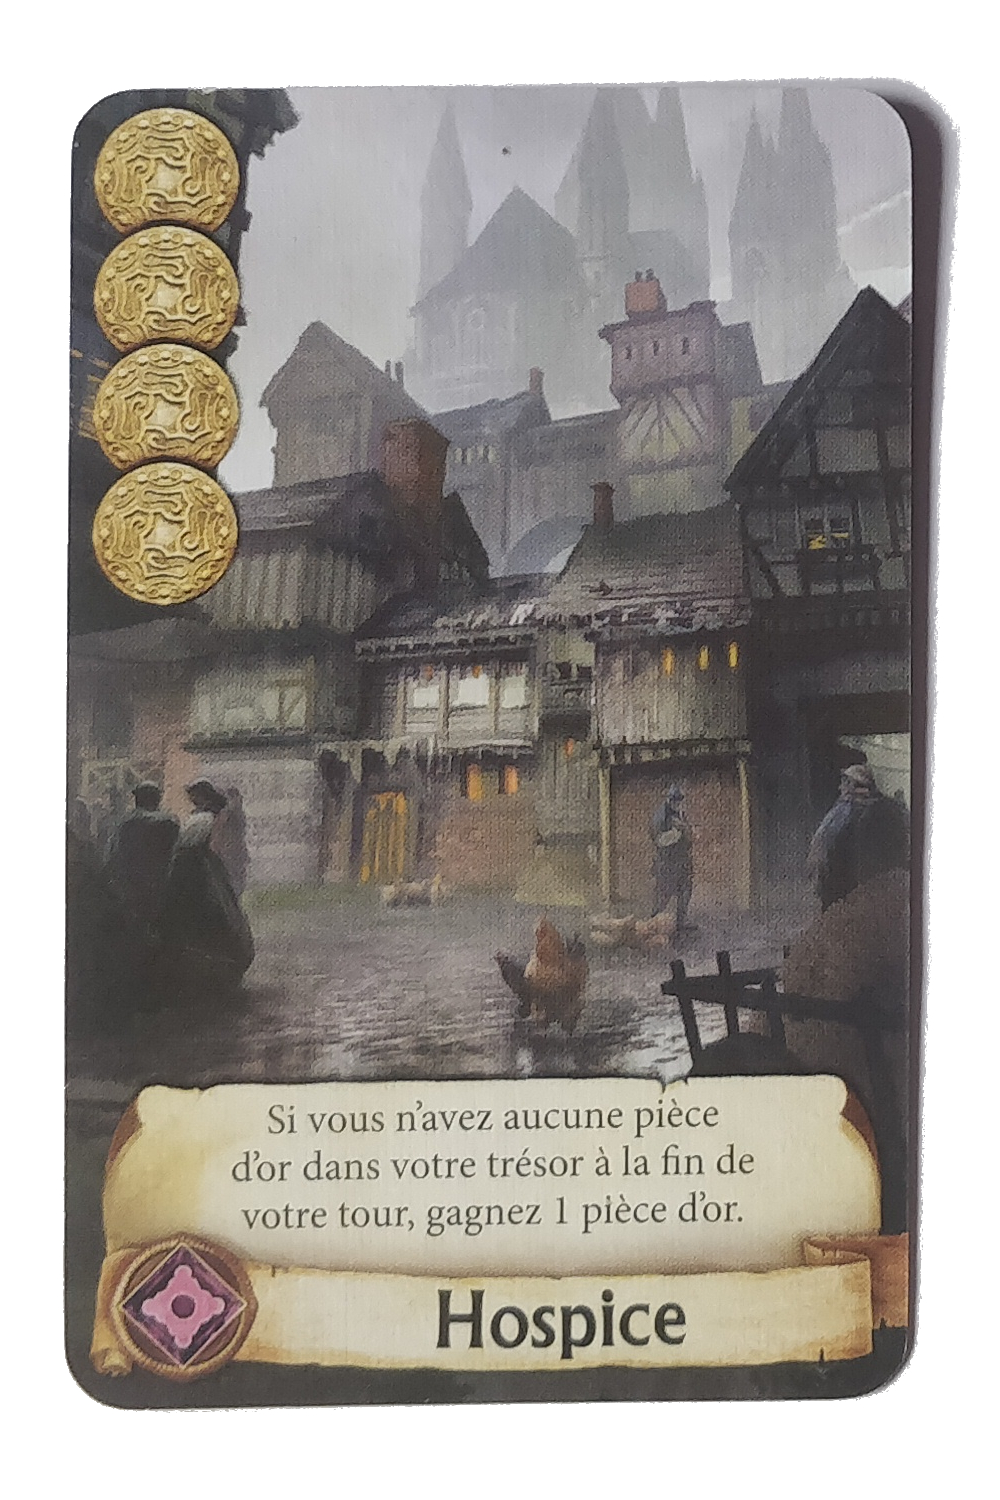 Si vous n'avez aucune pièce
d'or dans votre trésor à la fin de
votre tour, gagnez 1 pièce d'or.
Hospice